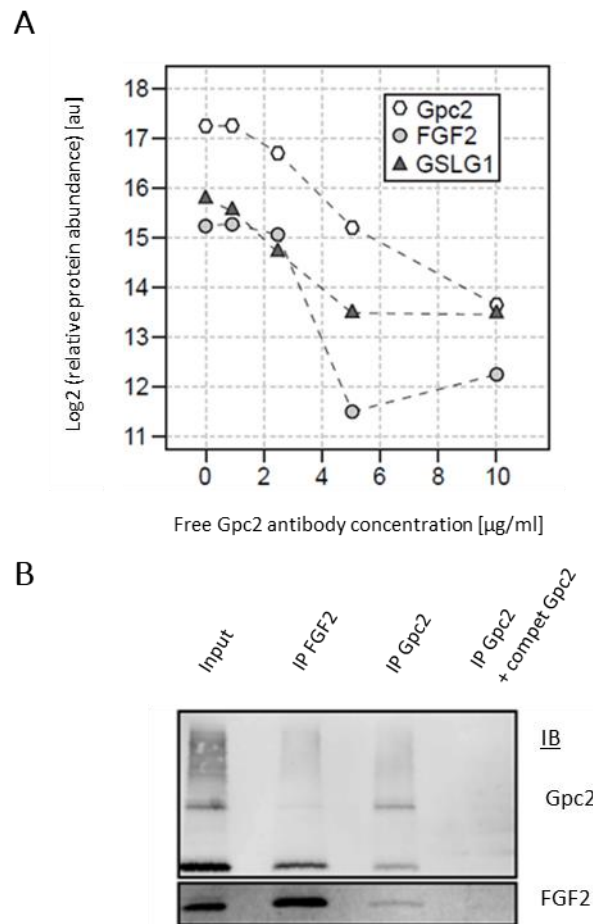 A
Log2 (relative protein abundance) [au]
18
17
16
15
14
13
12
11
Gpc2
FGF2
GSLG1
0 2 4 6 8 10
Free Gpc2 antibody concentration [µg/ml]
B
Input
IP FGF2
IP Gpc2
IP Gpc2
+ compet Gpc2
IB
Gpc2
FGF2